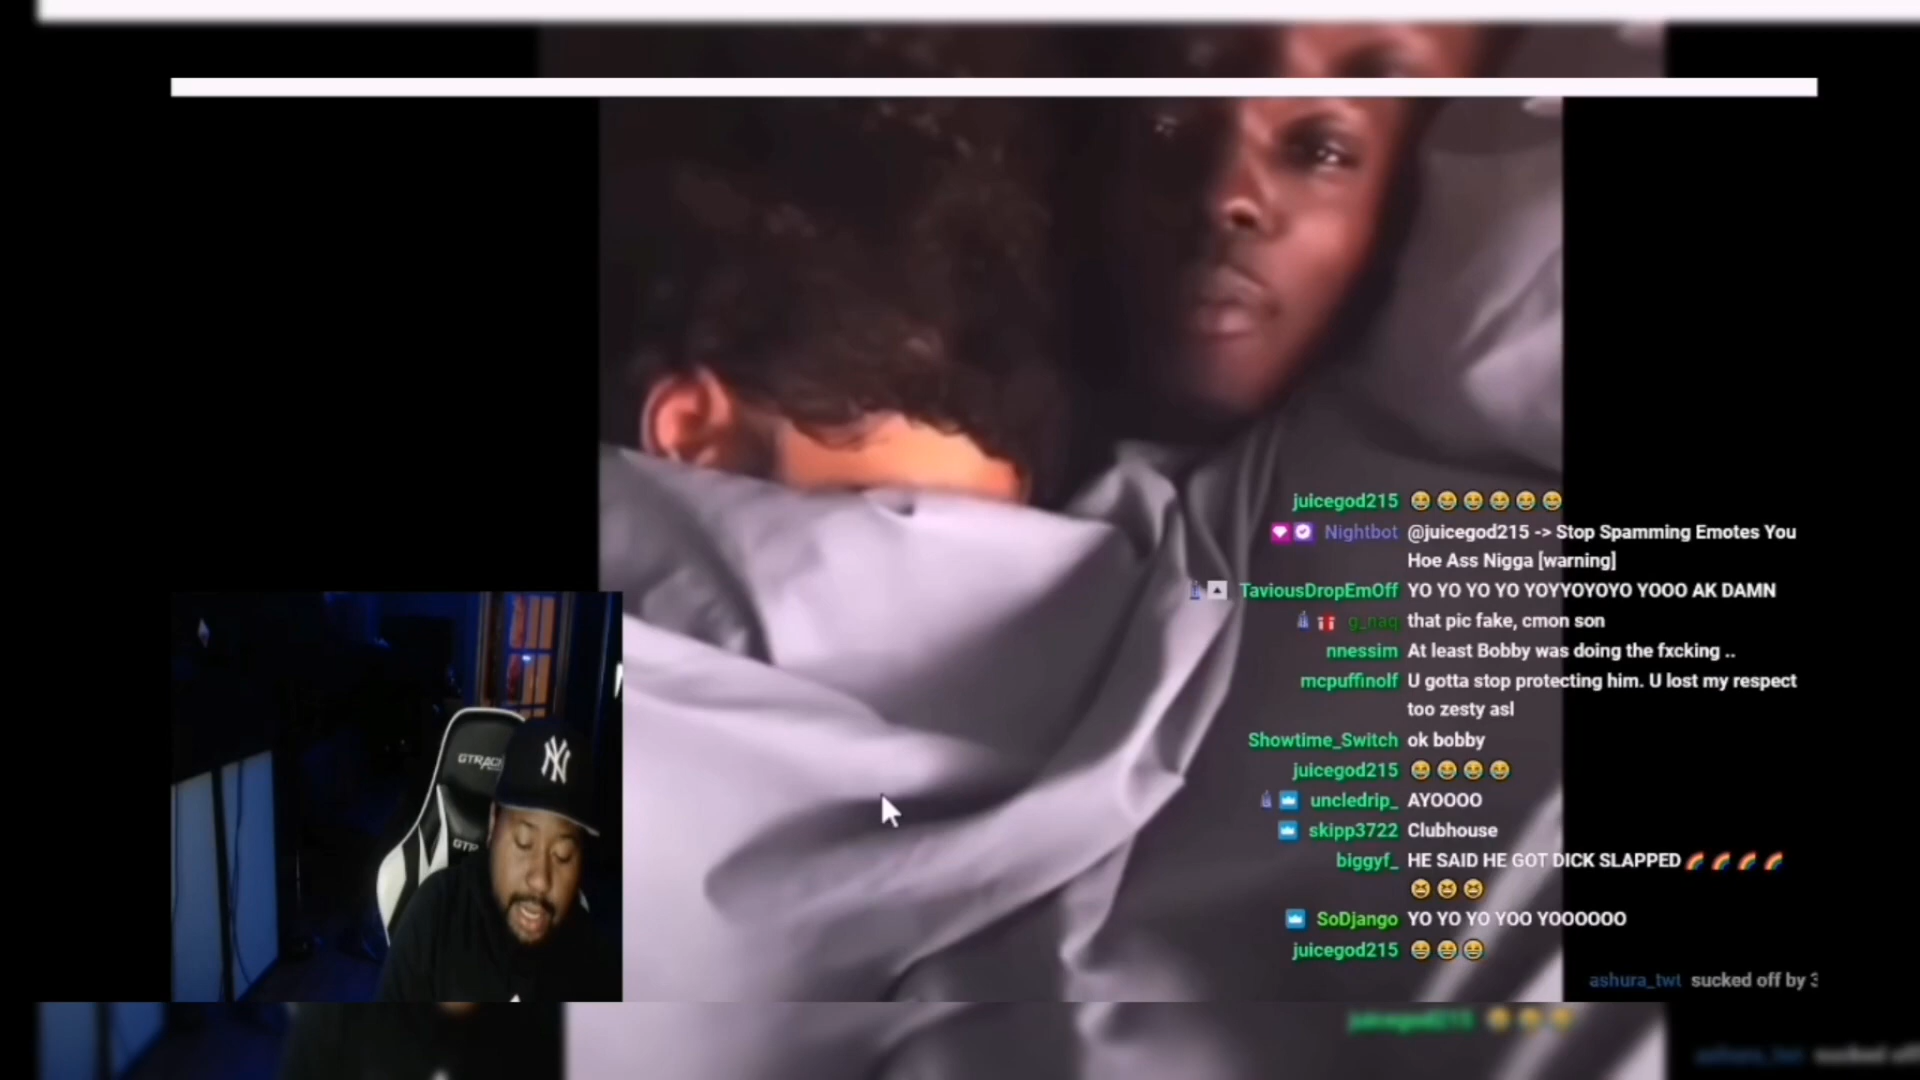 juicegod215 😂 😂 😂 😂 😂 😂
Nightbot @juicegod215 -> Stop Spamming Emotes You
Hoe Ass Nigga [warning]
TaviousDropEmOff YO YO YO YO YOYYOYOYO YOOO AK DAMN
g_naq that pic fake, cmon son
nnessim At least Bobby was doing the fxcking ..
mcpuffinolf U gotta stop protecting him. U lost my respect
too zesty asl
Showtime_Switch ok bobby
juicegod215 😂 😂 😂 😂
uncledrip_ AYOOOO
skipp3722 Clubhouse
biggyf_ HE SAID HE GOT DICK SLAPPED🌈 🌈 🌈 🌈
😆 😆 😆
SoDjango YO YO YO YOO YOOOOOO
juicegod215 😄 😄 😄
ashura_twt sucked off by 3
NY
juicegod215